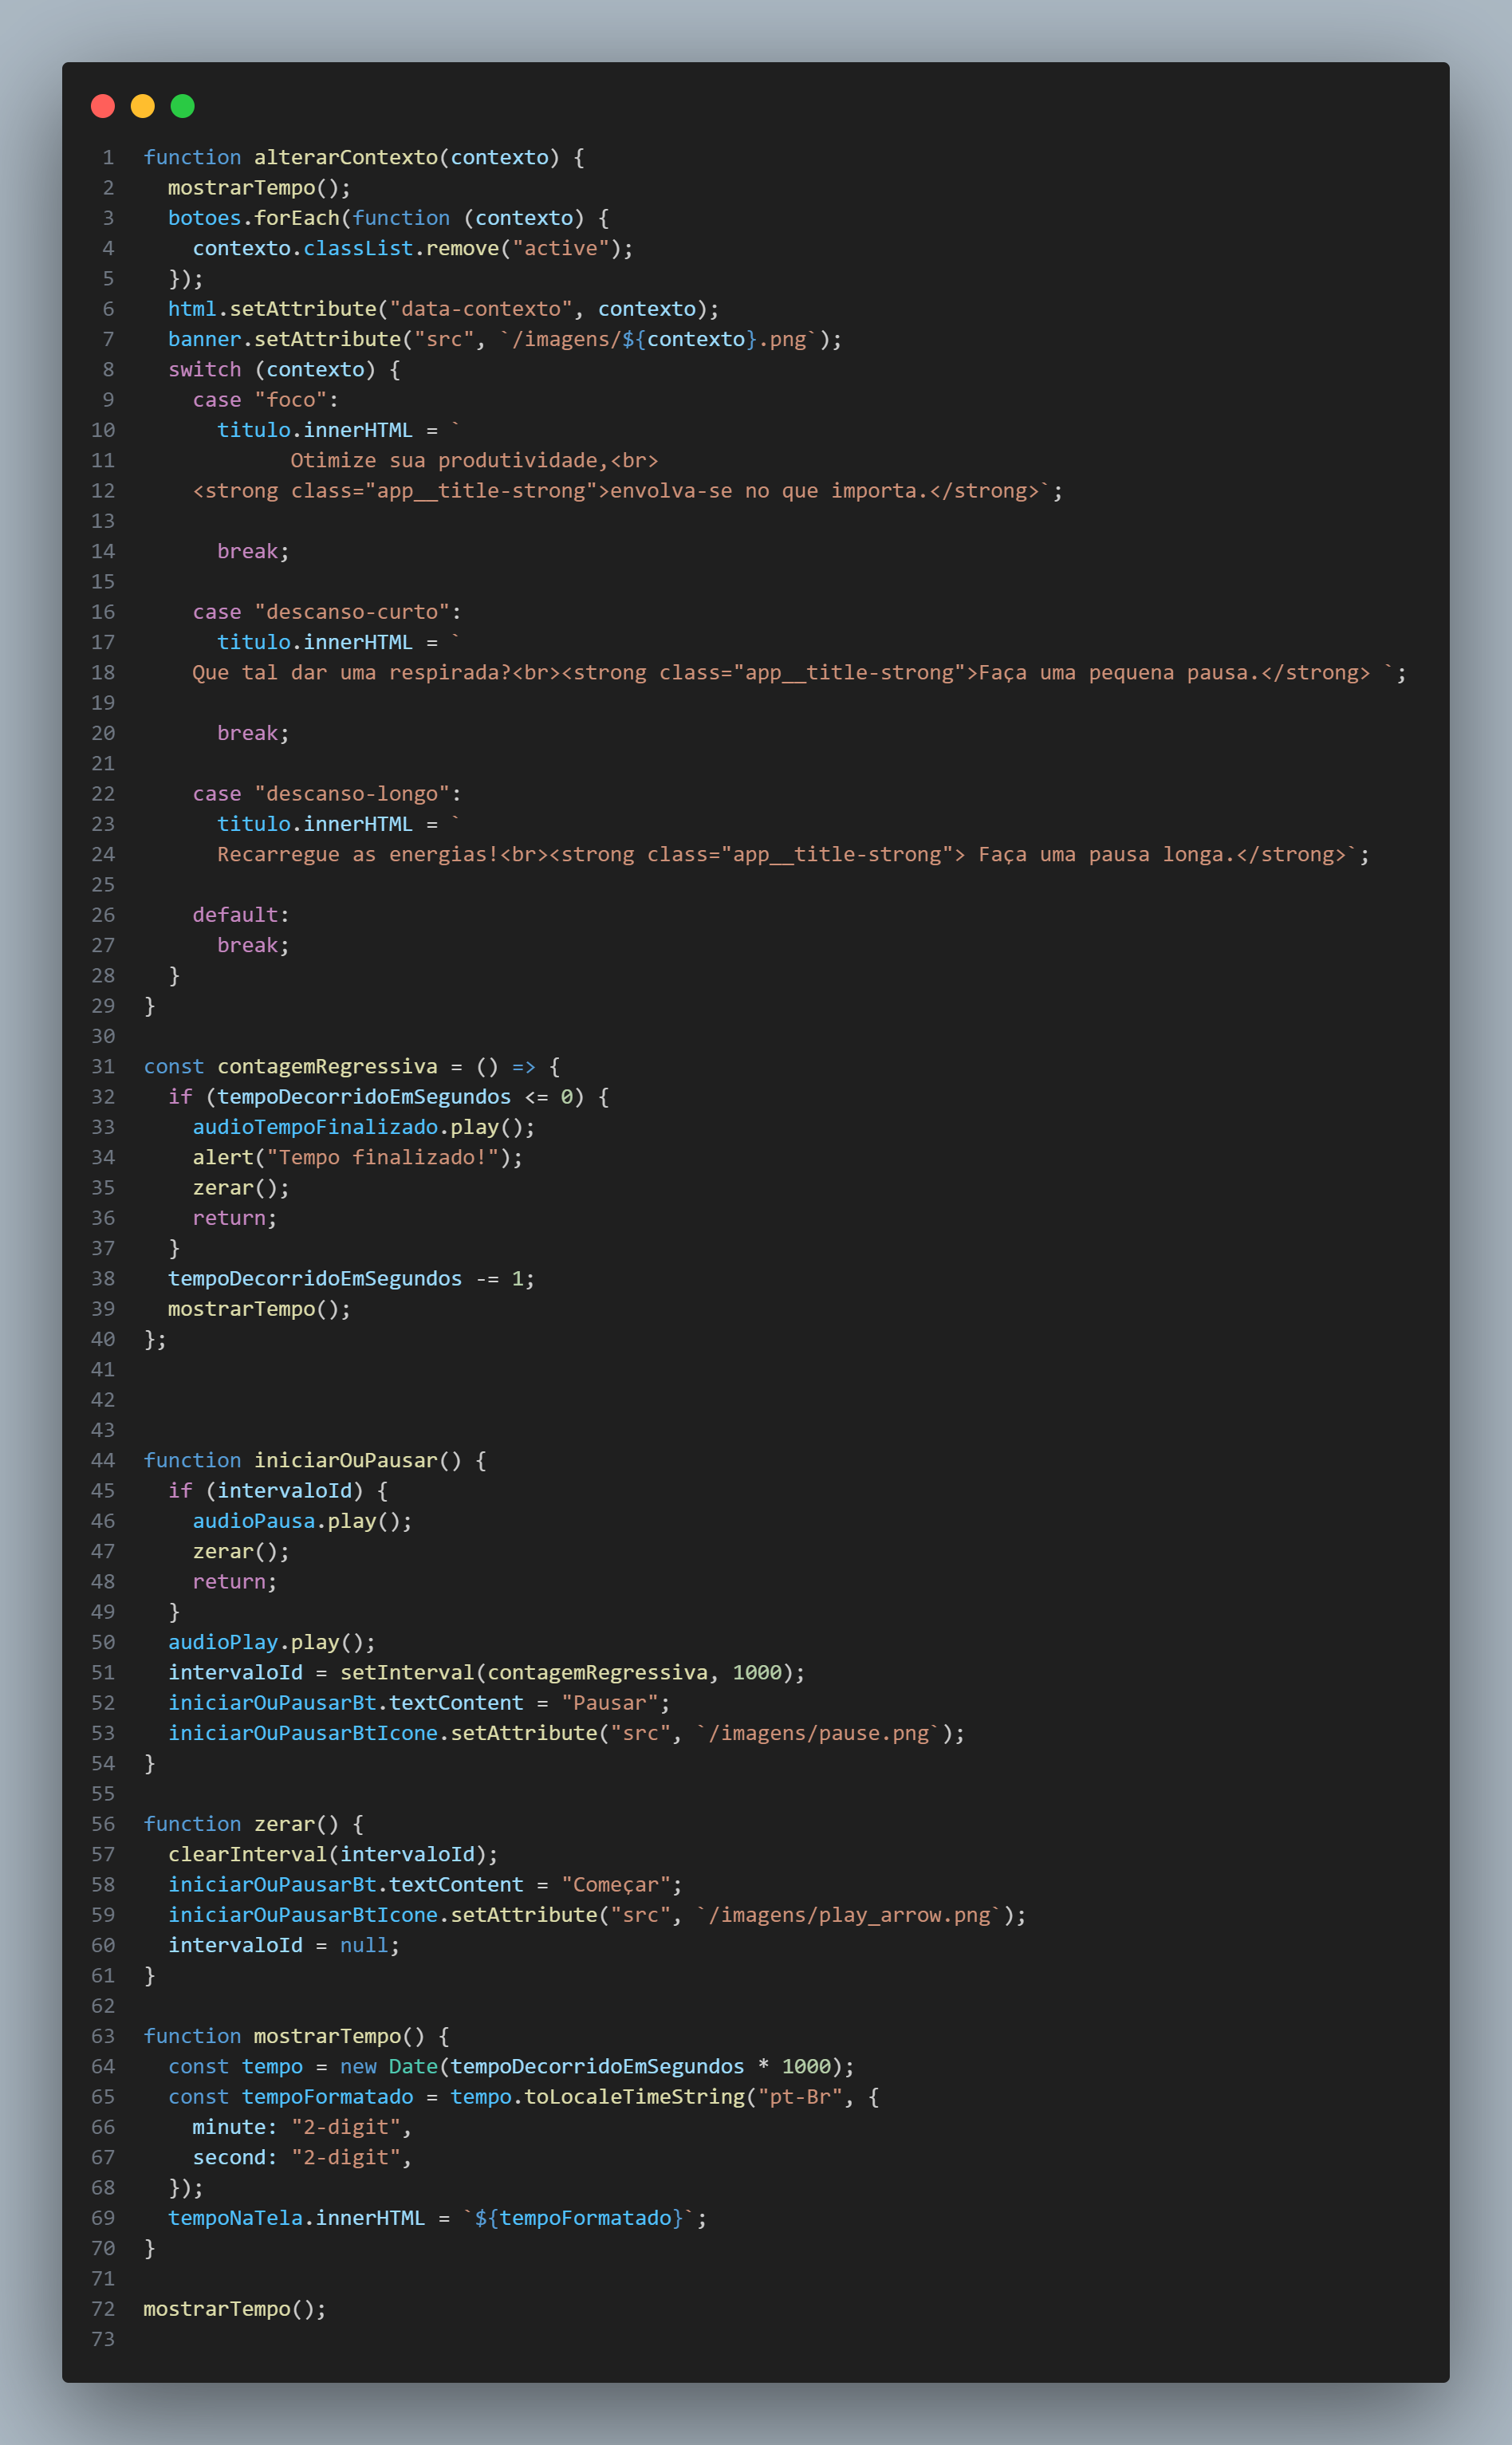 1 function alterarContexto(contexto) {
2   mostrarTempo();
3   botoes.forEach(function (contexto) {
4     contexto.classList.remove("active");
5   });
6   html.setAttribute("data-contexto", contexto);
7   banner.setAttribute("src", `/imagens/${contexto}.png`);
8   switch (contexto) {
9     case "foco":
10       titulo.innerHTML = `
11             Otimize sua produtividade,<br>
12     <strong class="app__title-strong">envolva-se no que importa.</strong>`;
13
14       break;
15
16     case "descanso-curto":
17       titulo.innerHTML = `
18     Que tal dar uma respirada?<br><strong class="app__title-strong">Faça uma pequena pausa.</strong> `;
19
20       break;
21
22     case "descanso-longo":
23       titulo.innerHTML = `
24       Recarregue as energias!<br><strong class="app__title-strong"> Faça uma pausa longa.</strong>`;
25
26     default:
27       break;
28   }
29 }
30
31 const contagemRegressiva = () => {
32   if (tempoDecorridoEmSegundos <= 0) {
33     audioTempoFinalizado.play();
34     alert("Tempo finalizado!");
35     zerar();
36     return;
37   }
38   tempoDecorridoEmSegundos -= 1;
39   mostrarTempo();
40 };
41
42
43
44 function iniciarOuPausar() {
45   if (intervaloId) {
46     audioPausa.play();
47     zerar();
48     return;
49   }
50   audioPlay.play();
51   intervaloId = setInterval(contagemRegressiva, 1000);
52   iniciarOuPausarBt.textContent = "Pausar";
53   iniciarOuPausarBtIcone.setAttribute("src", `/imagens/pause.png`);
54 }
55
56 function zerar() {
57   clearInterval(intervaloId);
58   iniciarOuPausarBt.textContent = "Começar";
59   iniciarOuPausarBtIcone.setAttribute("src", `/imagens/play_arrow.png`);
60   intervaloId = null;
61 }
62
63 function mostrarTempo() {
64   const tempo = new Date(tempoDecorridoEmSegundos * 1000);
65   const tempoFormatado = tempo.toLocaleTimeString("pt-Br", {
66     minute: "2-digit",
67     second: "2-digit",
68   });
69   tempoNaTela.innerHTML = `${tempoFormatado}`;
70 }
71
72 mostrarTempo();
73